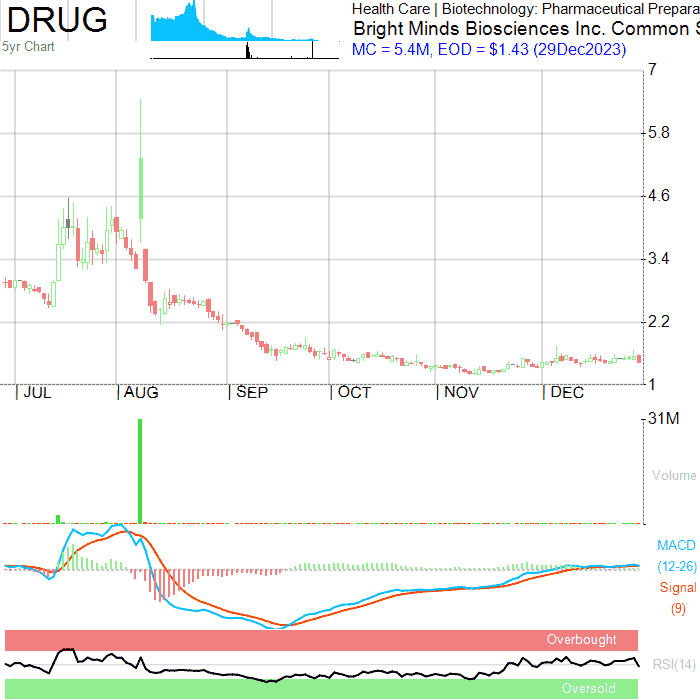 DRUG
5yr Chart
Health Care | Biotechnology: Pharmaceutical Prepara
Bright Minds Biosciences Inc. Common S
MC = 5.4M, EOD = $1.43 (29Dec2023)
7
5.8
4.6
3.4
2.2
1
JUL
AUG
SEP
OCT
NOV
DEC
31M
Volume
MACD
(12-26)
Signal
(9)
Overbought
RSI(14)
Oversold